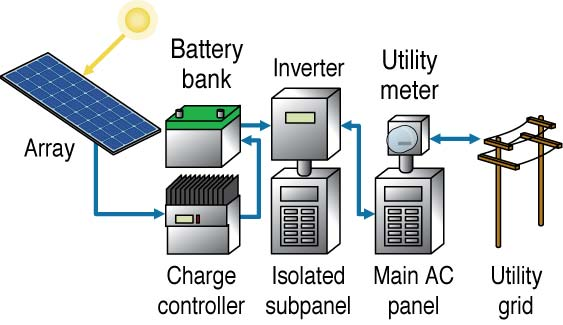 Battery
bank
Inverter
Utility
meter
Array
Charge
controller
Isolated
subpanel
Main AC
panel
Utility
grid